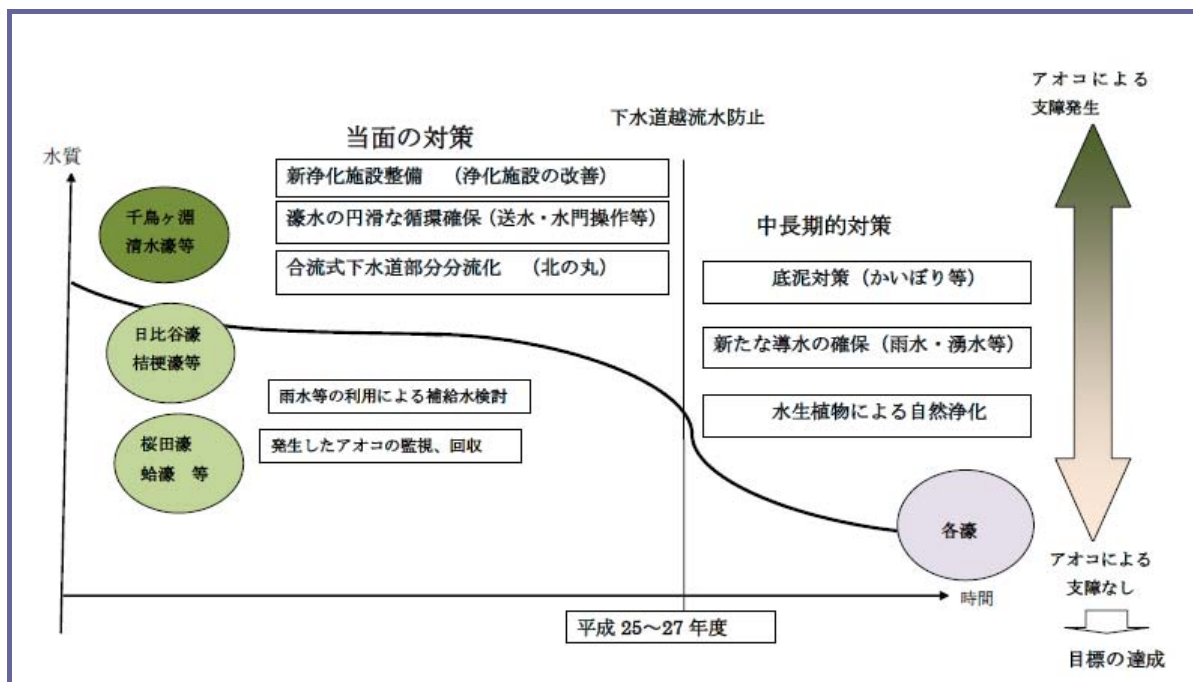 アオコによる
支障発生
下水道越流水防止
当面の対策
水質
新浄化施設整備 （浄化施設の改善）
千鳥ヶ淵
清水濠等
濠水の円滑な循環確保（送水・水門操作等）
中長期的対策
合流式下水道部分分流化 （北の丸）
底泥対策（かいぼり等）
日比谷濠
桔梗濠等
新たな導水の確保（雨水・湧水等）
雨水等の利用による補給水検討
水生植物による自然浄化
桜田濠
蛤濠 等
発生したアオコの監視、回収
各濠
アオコによる
支障なし
時間
平成 25～27 年度
目標の達成